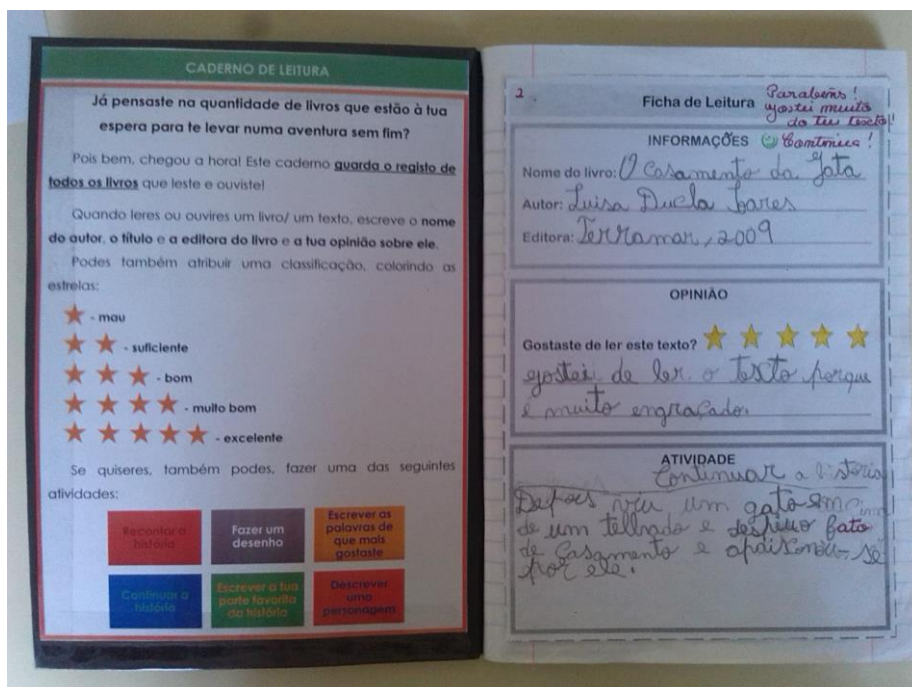 CADERNO DE LEITURA
Já pensaste na quantidade de livros que estão à tua
espera para te levar numa aventura sem fim?
Pois bem, chegou a hora! Este caderno guarda o registo de
todos os livros que leste e ouviste!
Quando leres ou ouvires um livro/ um texto, escreve o nome
do autor, o título e a editora do livro e a tua opinião sobre ele.
Podes também atribuir uma classificação, colorindo as
estrelas:
- mau
- suficiente
- bom
- muito bom
- excelente
Se quiseres, também podes, fazer uma das seguintes
atividades:
Recontar a
história
Fazer um
desenho
Escrever as
palavras de
que mais
gostaste
Continuar a
história
Escrever a tua
parte favorita
da história
Descrever
uma
personagem
2
Ficha de Leitura
Parabéns!
Gostei muito
do teu texto!
Continua!
INFORMAÇÕES
Nome do livro: O Casamento da gata
Autor: Luisa Ducla Soares
Editora: Terramar, 2009
OPINIÃO
Gostaste de ler este texto?
gostei de ler o texto porque
é muito engraçado.
ATIVIDADE
Continuar a história
Depois viu um gato em
de um telhado e despiu fato
de Casamento e apaixonou-se
por ele.